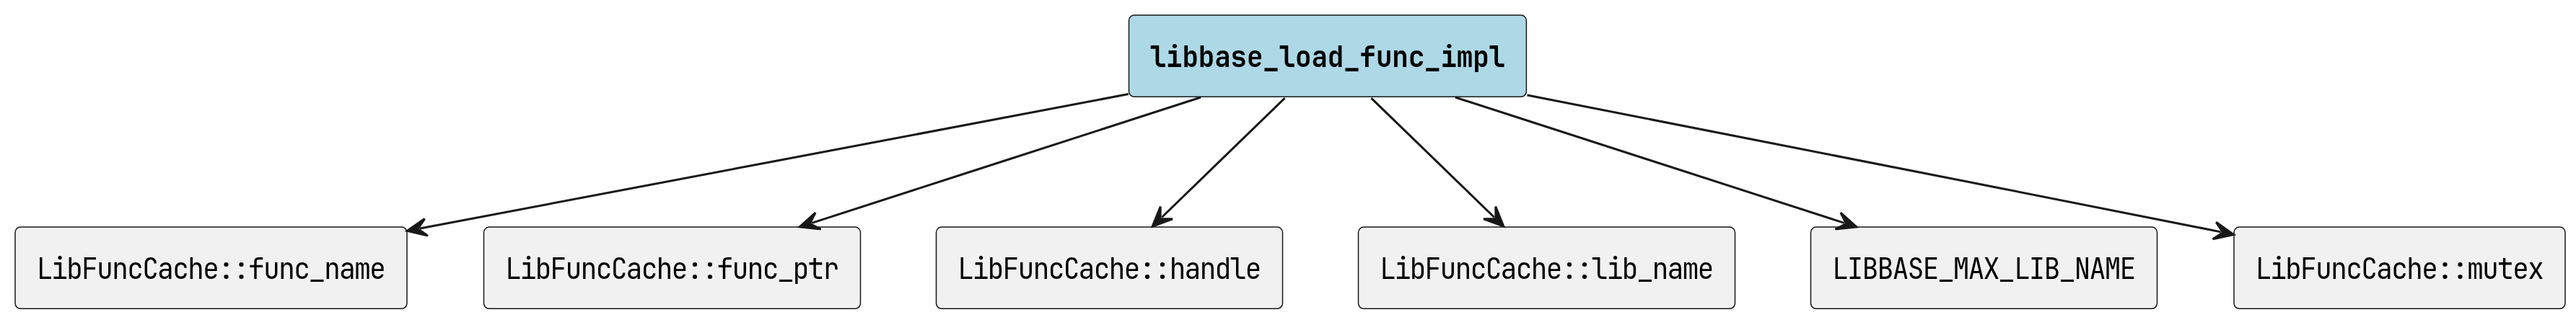 libbase_load_func_impl
LibFuncCache::func_name
LibFuncCache::func_ptr
LibFuncCache::handle
LibFuncCache::lib_name
LIBBASE_MAX_LIB_NAME
LibFuncCache::mutex